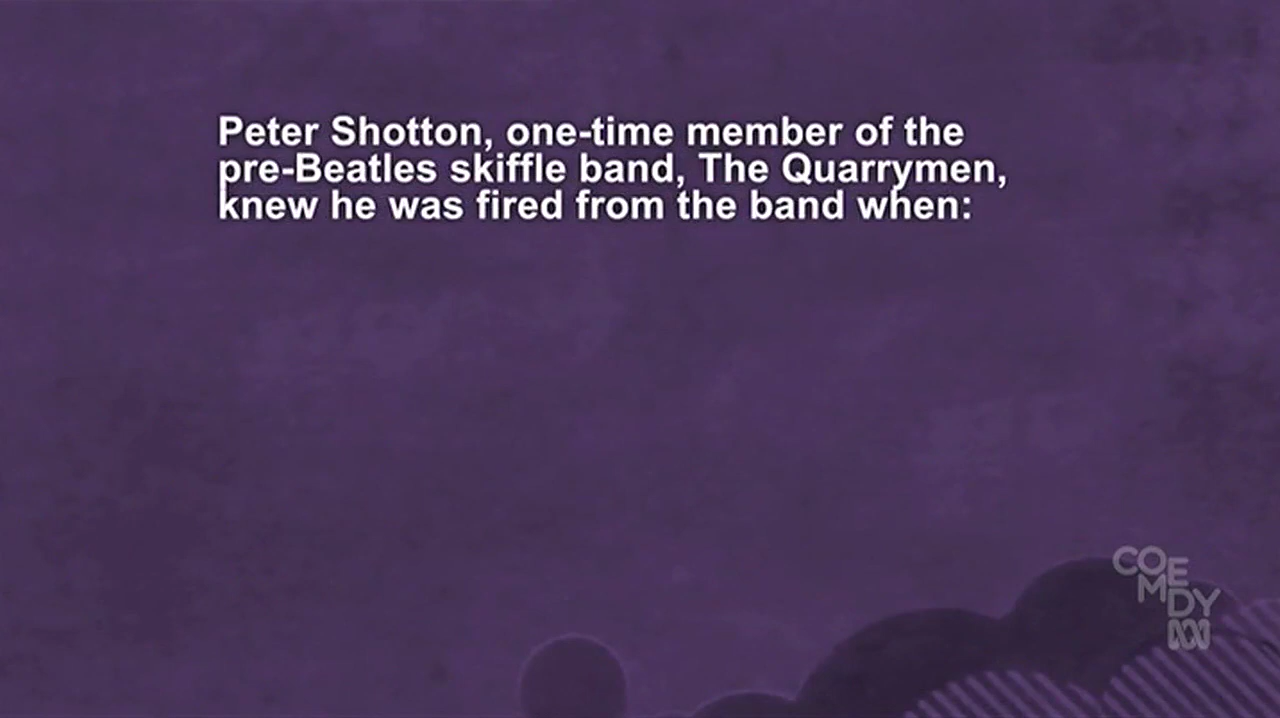 Peter Shotton, one-time member of the
pre-Beatles skiffle band, The Quarrymen,
knew he was fired from the band when:
COMEDY